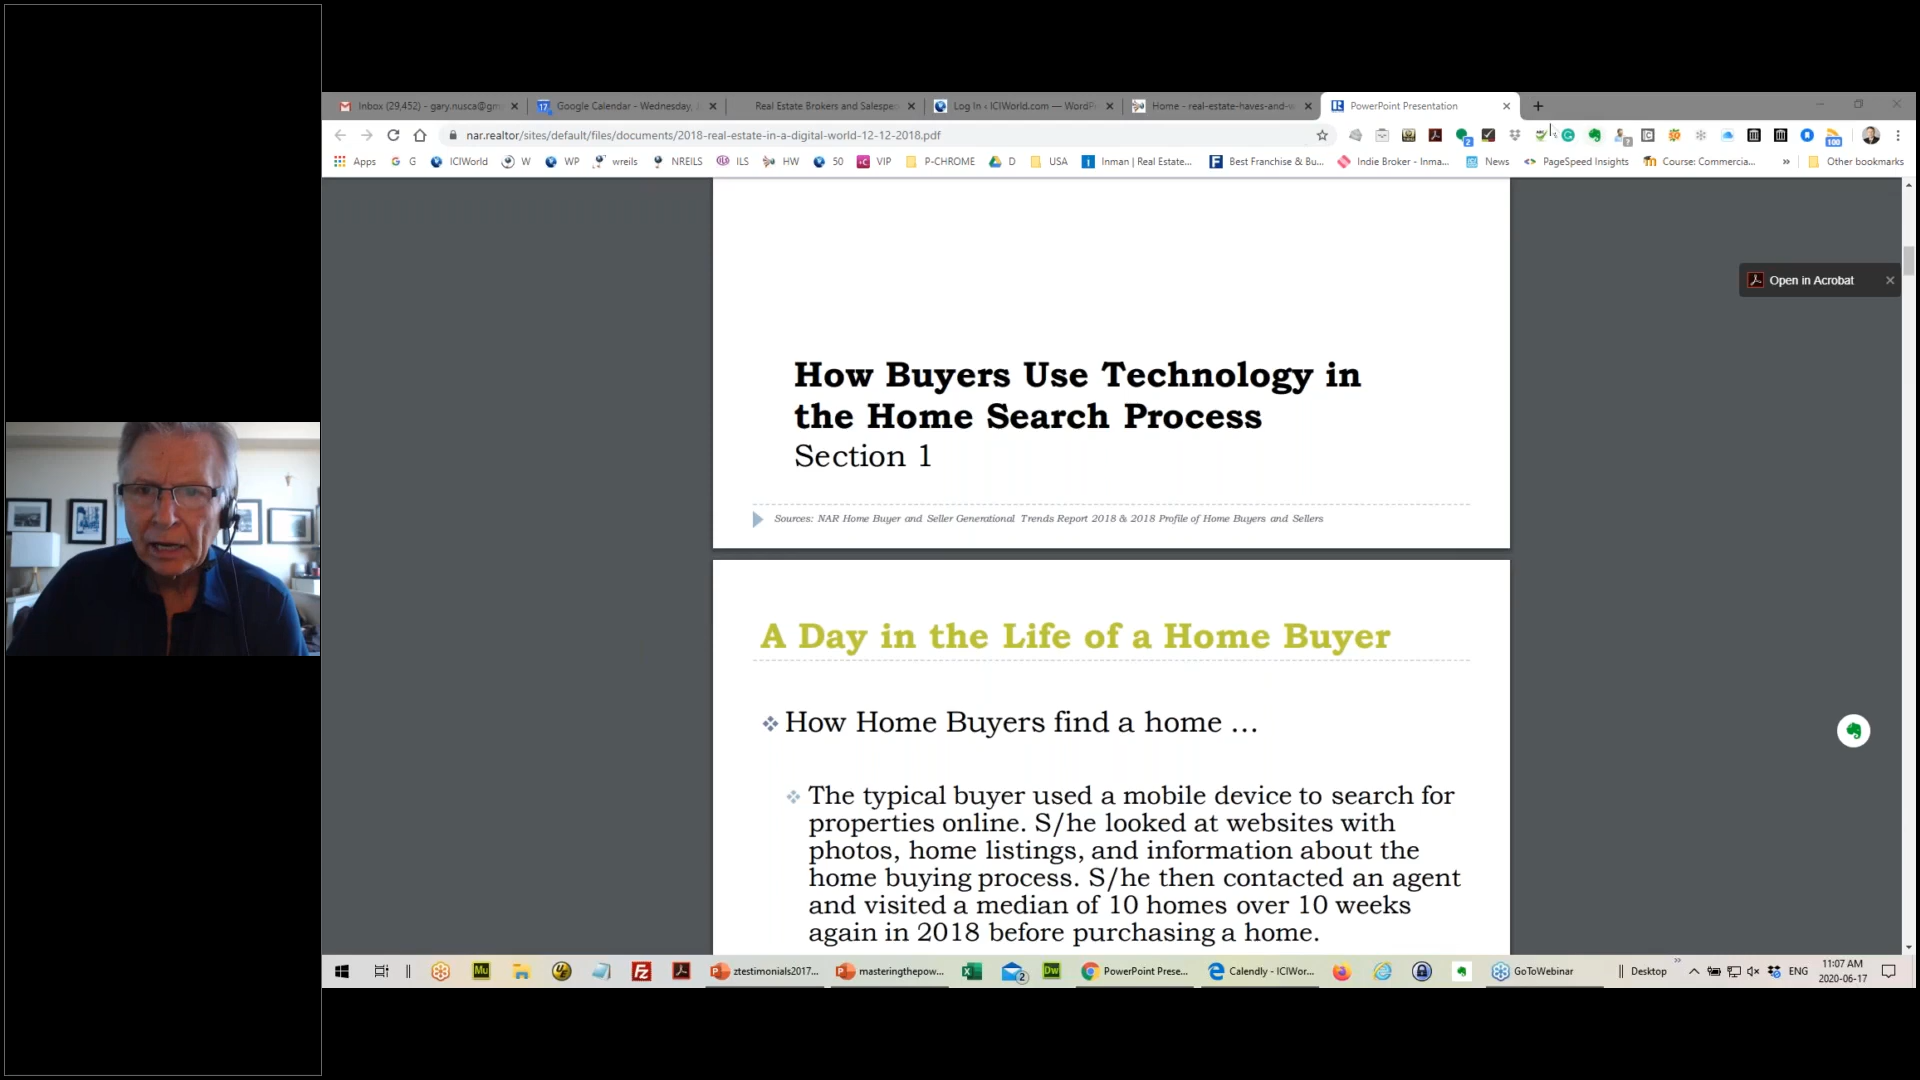 Inbox (29,452) - gary.nusca@gm
Google Calendar - Wednesday,
Real Estate Brokers and Salespe
Log In ‹ ICIWorld.com — WordPr
Home - real-estate-haves-and-w
PowerPoint Presentation
nar.realtor/sites/default/files/documents/2018-real-estate-in-a-digital-world-12-12-2018.pdf
Apps G ICIWorld W WP wreils NREILS ILS HW 50 VIP P-CHROME D USA Inman | Real Estate... Best Franchise & Bu... Indie Broker - Inma... News PageSpeed Insights Course: Commercia... » Other bookmarks
Open in Acrobat
How Buyers Use Technology in
the Home Search Process
Section 1
Sources: NAR Home Buyer and Seller Generational Trends Report 2018 & 2018 Profile of Home Buyers and Sellers
A Day in the Life of a Home Buyer
How Home Buyers find a home …
The typical buyer used a mobile device to search for
properties online. S/he looked at websites with
photos, home listings, and information about the
home buying process. S/he then contacted an agent
and visited a median of 10 homes over 10 weeks
again in 2018 before purchasing a home.
ztestimonials2017... masteringthepow... PowerPoint Prese... Calendly - ICIWor... GoToWebinar Desktop ENG
11:07 AM
2020-06-17